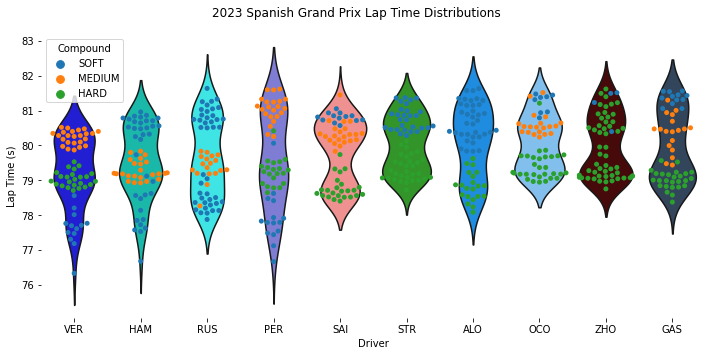 2023 Spanish Grand Prix Lap Time Distributions
83
82
81
80
79
78
77
76
Lap Time (s)
Compound
SOFT
MEDIUM
HARD
VER HAM RUS PER SAI STR ALO OCO ZHO GAS
Driver